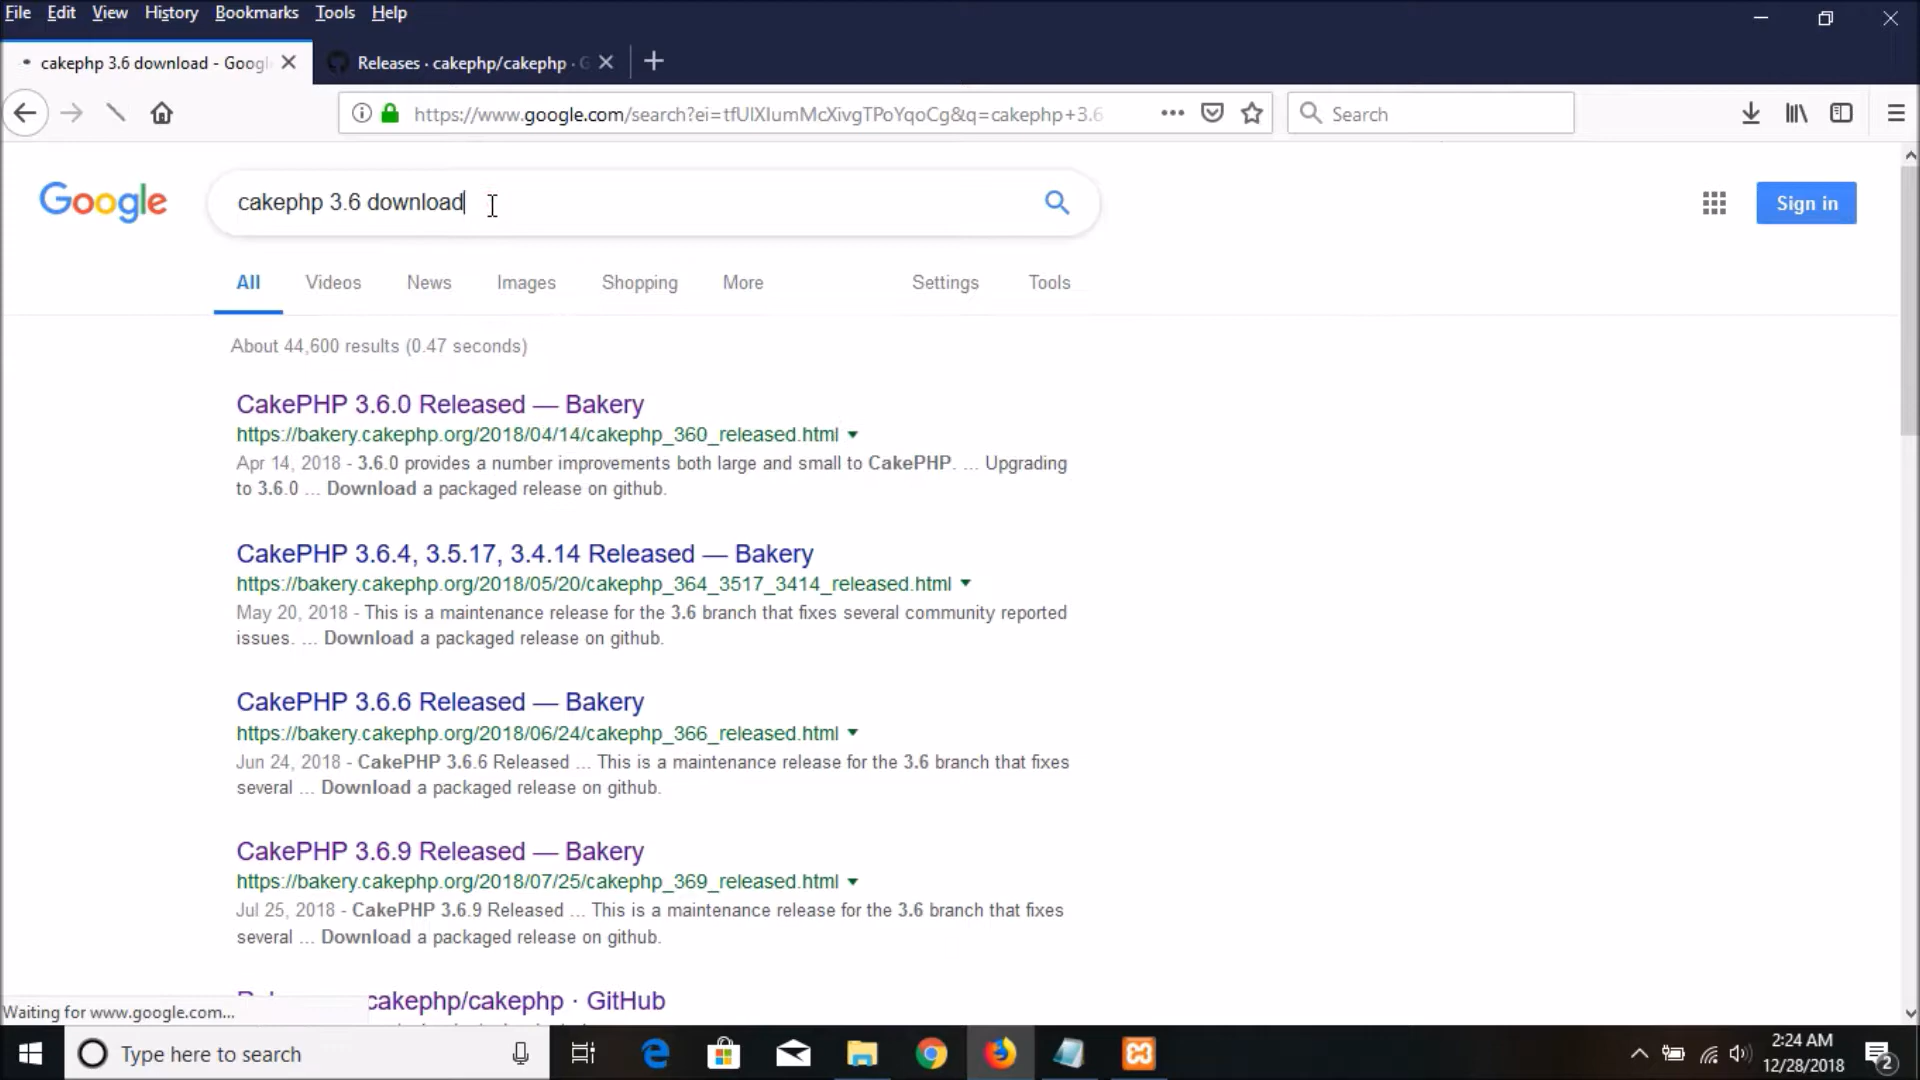 File Edit View History Bookmarks Tools Help
cakephp 3.6 download - Googl
Releases · cakephp/cakephp · G
https://www.google.com/search?ei=tfUIXIumMcXivgTPoYqoCg&q=cakephp+3.6
Search
Google
cakephp 3.6 download
Sign in
All Videos News Images Shopping More Settings Tools
About 44,600 results (0.47 seconds)
CakePHP 3.6.0 Released — Bakery
https://bakery.cakephp.org/2018/04/14/cakephp_360_released.html
Apr 14, 2018 - 3.6.0 provides a number improvements both large and small to CakePHP. ... Upgrading
to 3.6.0 ... Download a packaged release on github.
CakePHP 3.6.4, 3.5.17, 3.4.14 Released — Bakery
https://bakery.cakephp.org/2018/05/20/cakephp_364_3517_3414_released.html
May 20, 2018 - This is a maintenance release for the 3.6 branch that fixes several community reported
issues. ... Download a packaged release on github.
CakePHP 3.6.6 Released — Bakery
https://bakery.cakephp.org/2018/06/24/cakephp_366_released.html
Jun 24, 2018 - CakePHP 3.6.6 Released ... This is a maintenance release for the 3.6 branch that fixes
several ... Download a packaged release on github.
CakePHP 3.6.9 Released — Bakery
https://bakery.cakephp.org/2018/07/25/cakephp_369_released.html
Jul 25, 2018 - CakePHP 3.6.9 Released ... This is a maintenance release for the 3.6 branch that fixes
several ... Download a packaged release on github.
cakephp/cakephp · GitHub
Waiting for www.google.com...
Type here to search
2:24 AM
12/28/2018
2